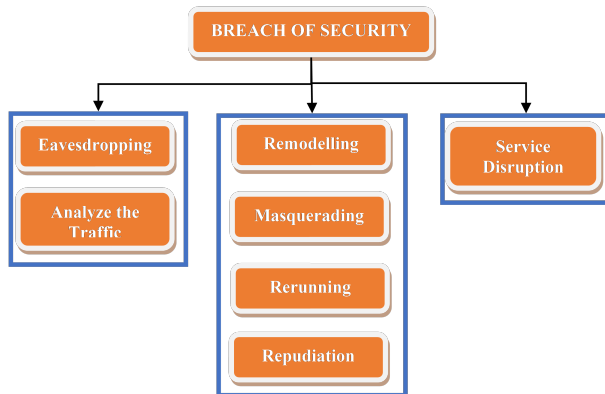 BREACH OF SECURITY
Eavesdropping
Analyze the
Traffic
Remodelling
Masquerading
Rerunning
Repudiation
Service
Disruption